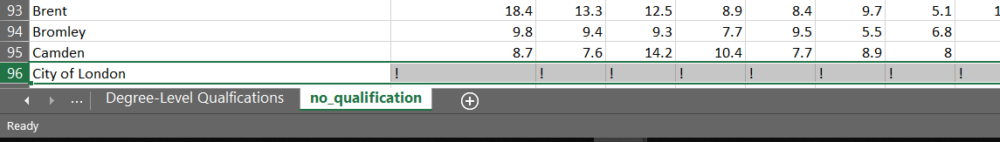 93 Brent 18.4 13.3 12.5 8.9 8.4 9.7 5.1 1
94 Bromley 9.8 9.4 9.3 7.7 9.5 5.5 6.8
95 Camden 8.7 7.6 14.2 10.4 7.7 8.9 8
96 City of London ! ! ! ! ! ! ! !
... Degree-Level Qualfications no_qualification
Ready